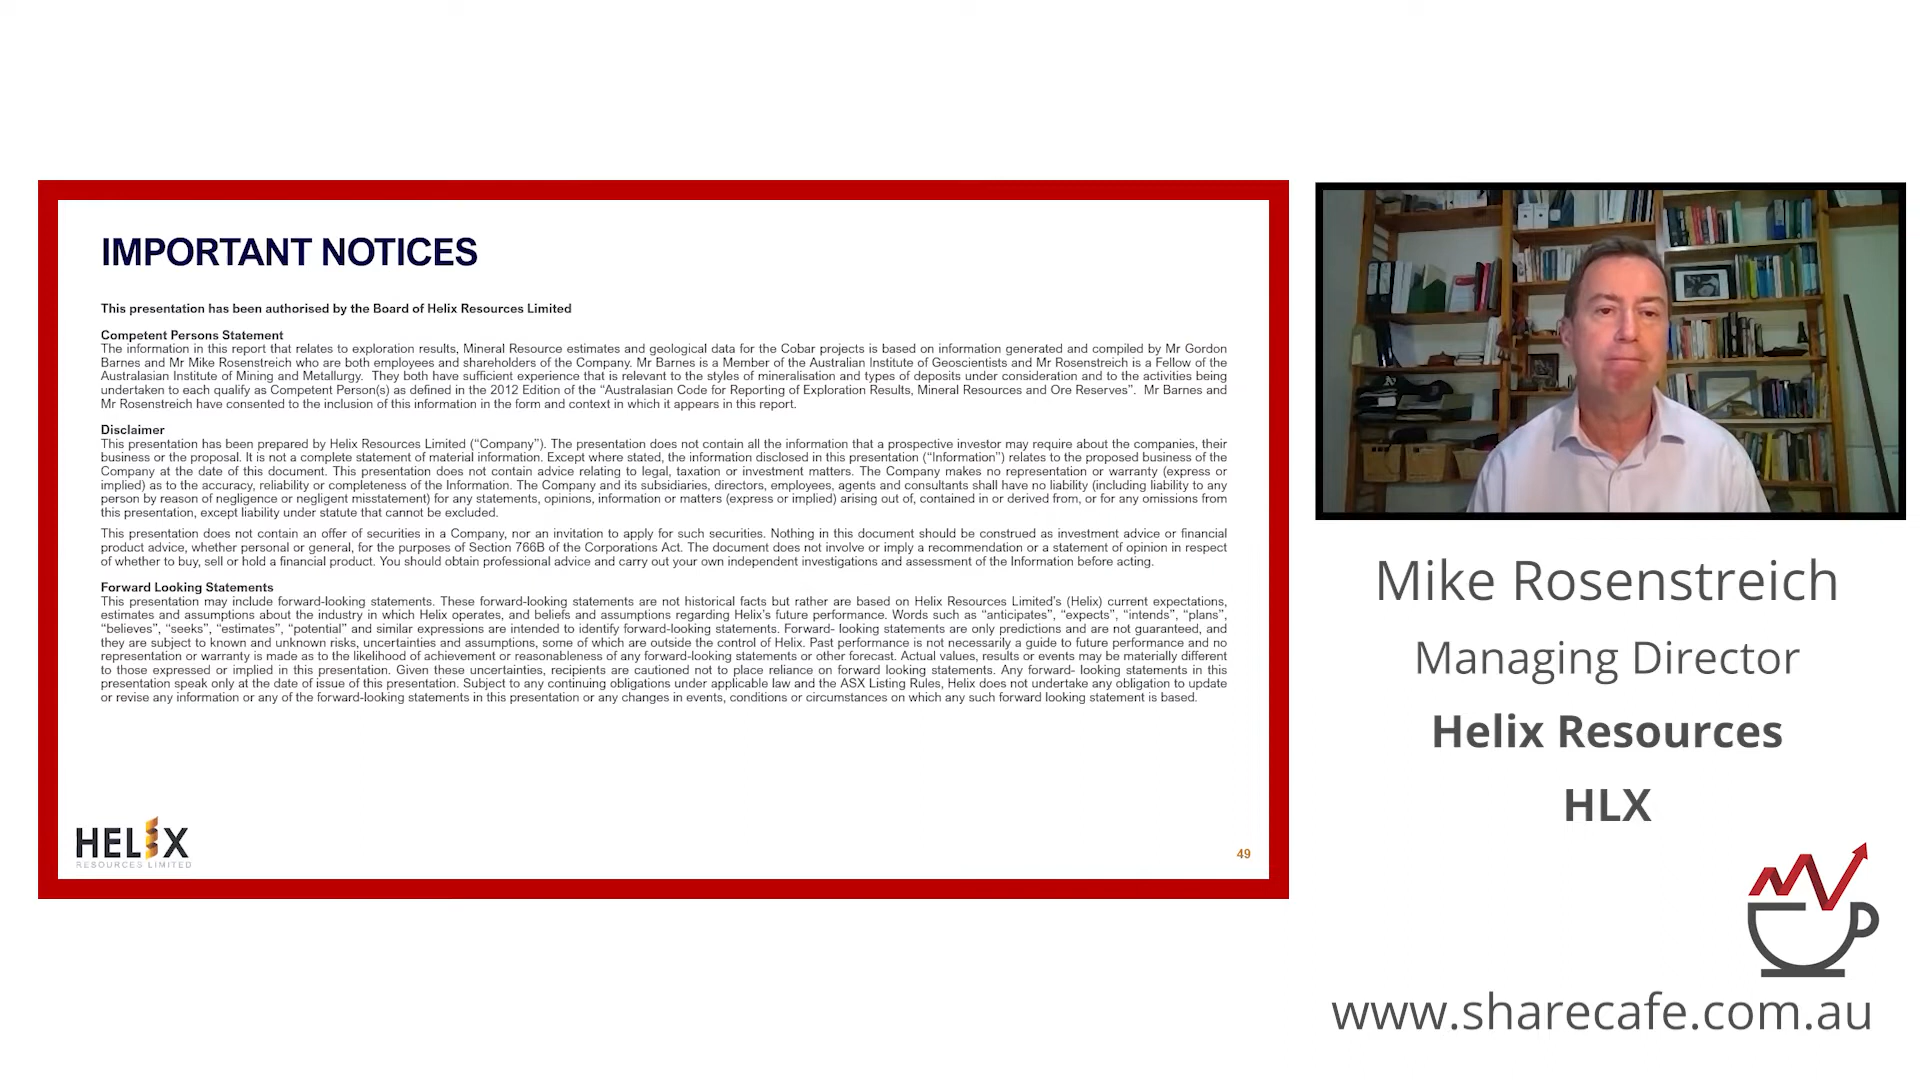 IMPORTANT NOTICES
This presentation has been authorised by the Board of Helix Resources Limited
Competent Persons Statement
The information in this report that relates to exploration results, Mineral Resource estimates and geological data for the Cobar projects is based on information generated and compiled by Mr Gordon
Barnes and Mr Mike Rosenstreich who are both employees and shareholders of the Company. Mr Barnes is a Member of the Australian Institute of Geoscientists and Mr Rosenstreich is a Fellow of the
Australasian Institute of Mining and Metallurgy. They both have sufficient experience that is relevant to the styles of mineralisation and types of deposits under consideration and to the activities being
undertaken to each qualify as Competent Person(s) as defined in the 2012 Edition of the “Australasian Code for Reporting of Exploration Results, Mineral Resources and Ore Reserves”. Mr Barnes and
Mr Rosenstreich have consented to the inclusion of this information in the form and context in which it appears in this report.
Disclaimer
This presentation has been prepared by Helix Resources Limited (“Company”). The presentation does not contain all the information that a prospective investor may require about the companies, their
business or the proposal. It is not a complete statement of material information. Except where stated, the information disclosed in this presentation (“Information”) relates to the proposed business of the
Company at the date of this document. This presentation does not contain advice relating to legal, taxation or investment matters. The Company makes no representation or warranty (express or
implied) as to the accuracy, reliability or completeness of the Information. The Company and its subsidiaries, directors, employees, agents and consultants shall have no liability (including liability to any
person by reason of negligence or negligent misstatement) for any statements, opinions, information or matters (express or implied) arising out of, contained in or derived from, or for any omissions from
this presentation, except liability under statute that cannot be excluded.
This presentation does not contain an offer of securities in a Company, nor an invitation to apply for such securities. Nothing in this document should be construed as investment advice or financial
product advice, whether personal or general, for the purposes of Section 766B of the Corporations Act. The document does not involve or imply a recommendation or a statement of opinion in respect
of whether to buy, sell or hold a financial product. You should obtain professional advice and carry out your own independent investigations and assessment of the Information before acting.
Forward Looking Statements
This presentation may include forward-looking statements. These forward-looking statements are not historical facts but rather are based on Helix Resources Limited’s (Helix) current expectations,
estimates and assumptions about the industry in which Helix operates, and beliefs and assumptions regarding Helix’s future performance. Words such as “anticipates”, “expects”, “intends”, “plans”,
“believes”, “seeks”, “estimates”, “potential” and similar expressions are intended to identify forward-looking statements. Forward- looking statements are only predictions and are not guaranteed, and
they are subject to known and unknown risks, uncertainties and assumptions, some of which are outside the control of Helix. Past performance is not necessarily a guide to future performance and no
representation or warranty is made as to the likelihood of achievement or reasonableness of any forward-looking statements or other forecast. Actual values, results or events may be materially different
to those expressed or implied in this presentation. Given these uncertainties, recipients are cautioned not to place reliance on forward looking statements. Any forward- looking statements in this
presentation speak only at the date of issue of this presentation. Subject to any continuing obligations under applicable law and the ASX Listing Rules, Helix does not undertake any obligation to update
or revise any information or any of the forward-looking statements in this presentation or any changes in events, conditions or circumstances on which any such forward looking statement is based.
HELIX
RESOURCES LIMITED
49
Mike Rosenstreich
Managing Director
Helix Resources
HLX
www.sharecafe.com.au